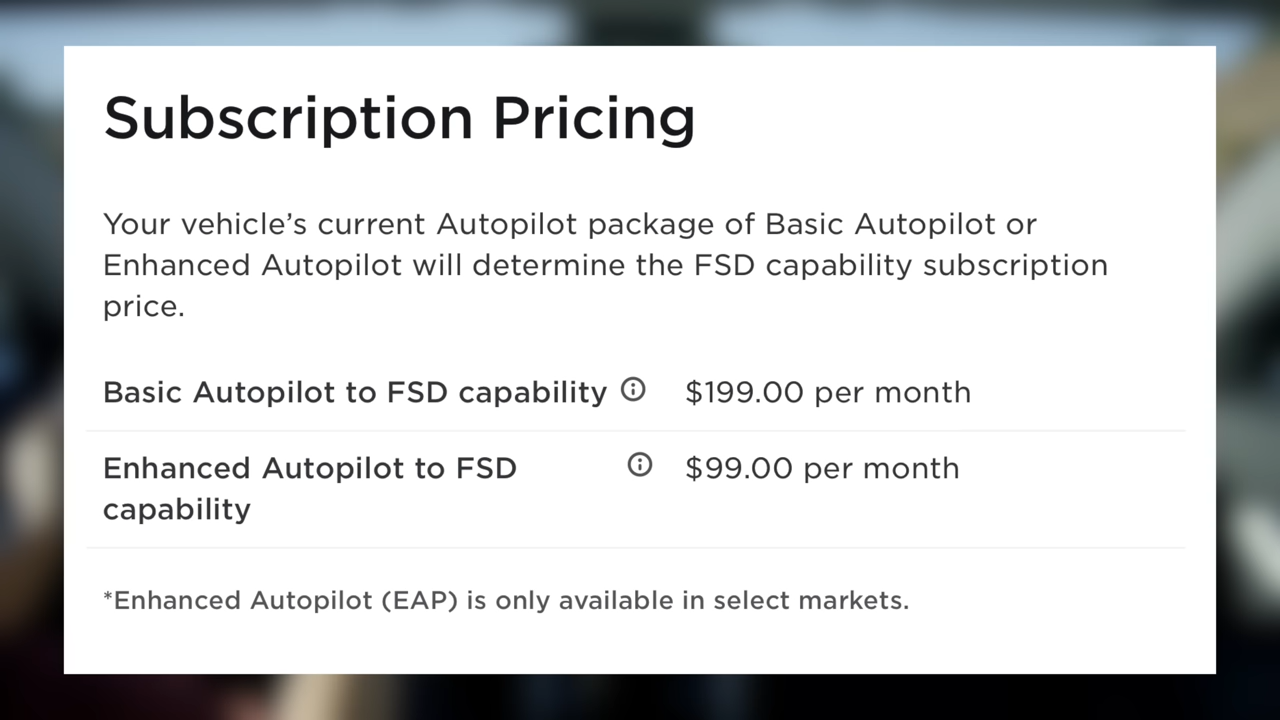 Subscription Pricing
Your vehicle’s current Autopilot package of Basic Autopilot or
Enhanced Autopilot will determine the FSD capability subscription
price.
Basic Autopilot to FSD capability $199.00 per month
Enhanced Autopilot to FSD $99.00 per month
capability
*Enhanced Autopilot (EAP) is only available in select markets.